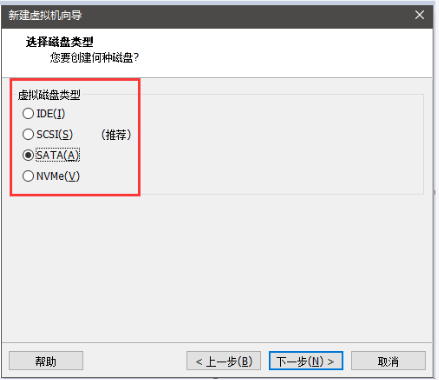 新建虚拟机向导
选择磁盘类型
您要创建何种磁盘?
虚拟磁盘类型
IDE(I)
SCSI(S) (推荐)
SATA(A)
NVMe(V)
帮助
< 上一步(B)
下一步(N) >
取消